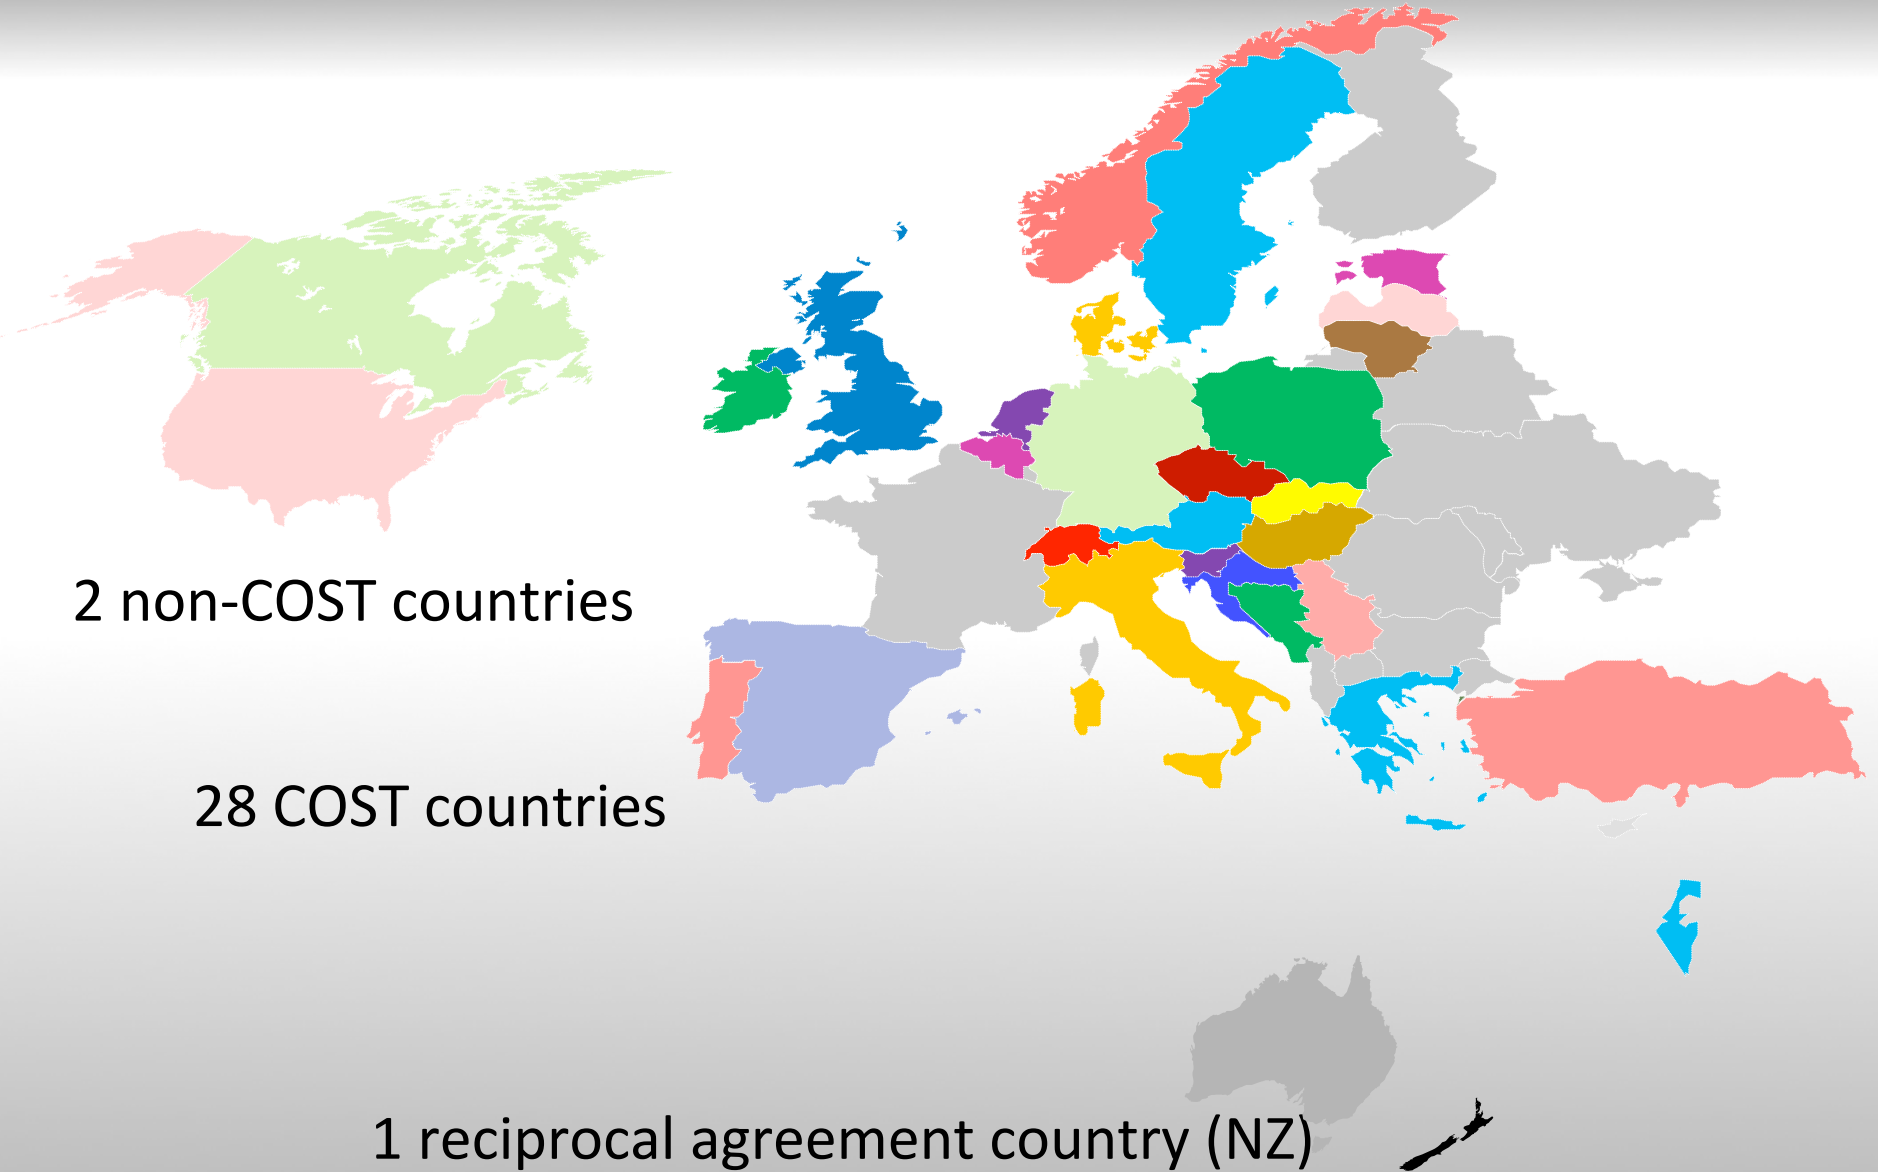 2 non-COST countries
28 COST countries
1 reciprocal agreement country (NZ)